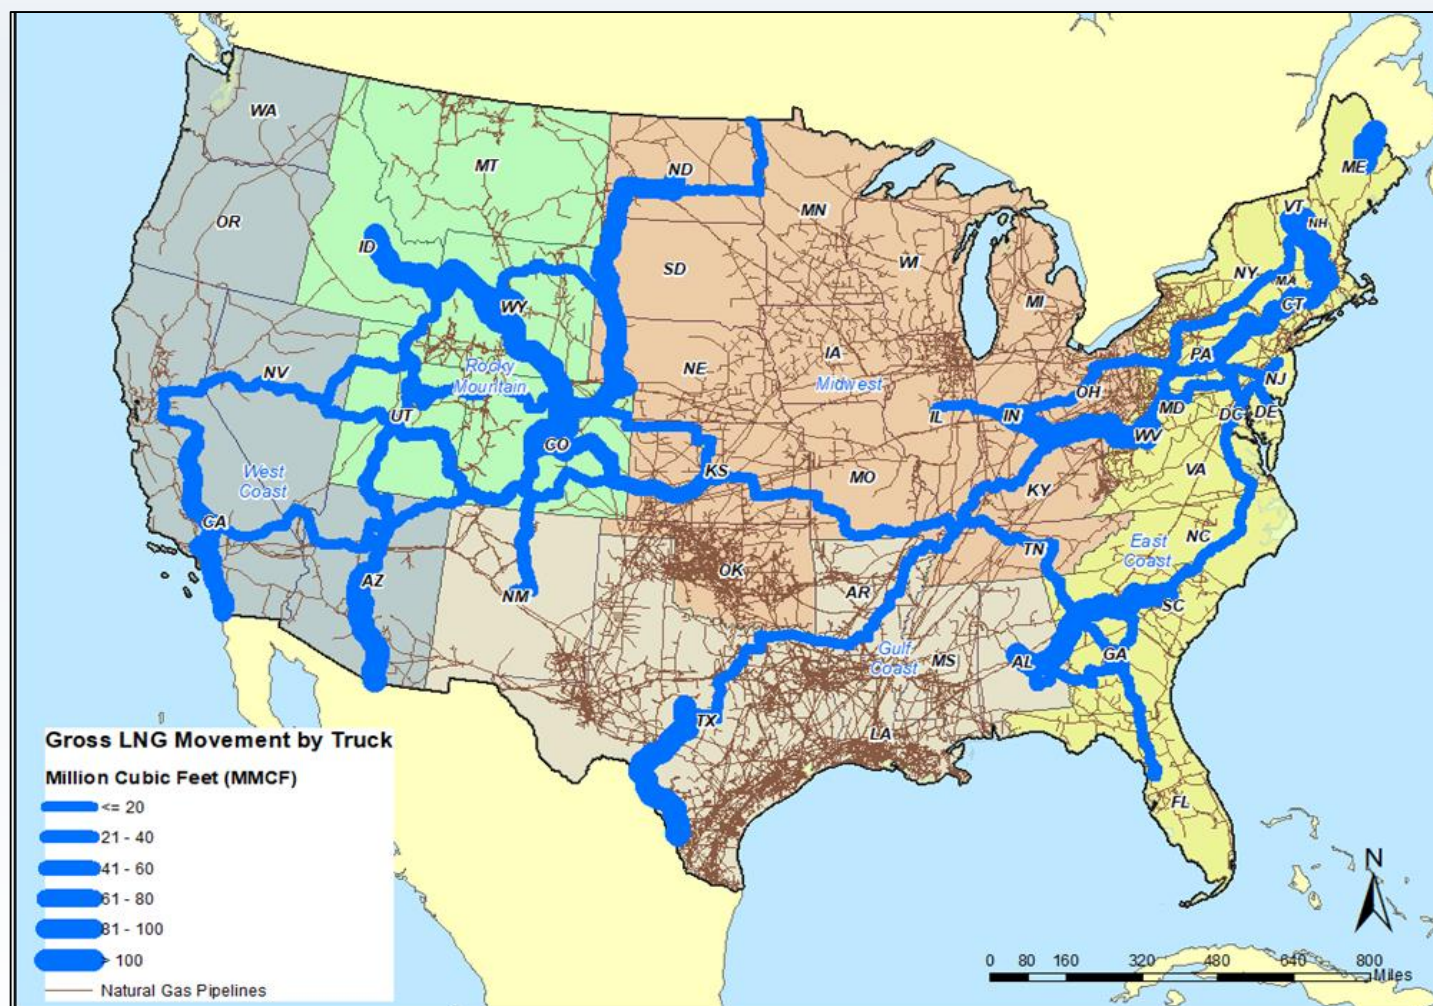 WA
MT
ND
ME
VT
NH
OR
ID
MN
SD
WI
NY
MA
MI
CT
WY
NE
IA
PA
NV
Rocky
Mountain
Midwest
OH
NJ
UT
IL
IN
MD
DC
DE
CO
WV
West
Coast
KS
MO
KY
VA
CA
NC
TN
East
Coast
AZ
NM
OK
AR
SC
Gulf
Coast
MS
AL
GA
TX
LA
FL
Gross LNG Movement by Truck
Million Cubic Feet (MMCF)
<= 20
21 - 40
41 - 60
61 - 80
81 - 100
> 100
Natural Gas Pipelines
N
0 80 160 320 480 640 800
Miles